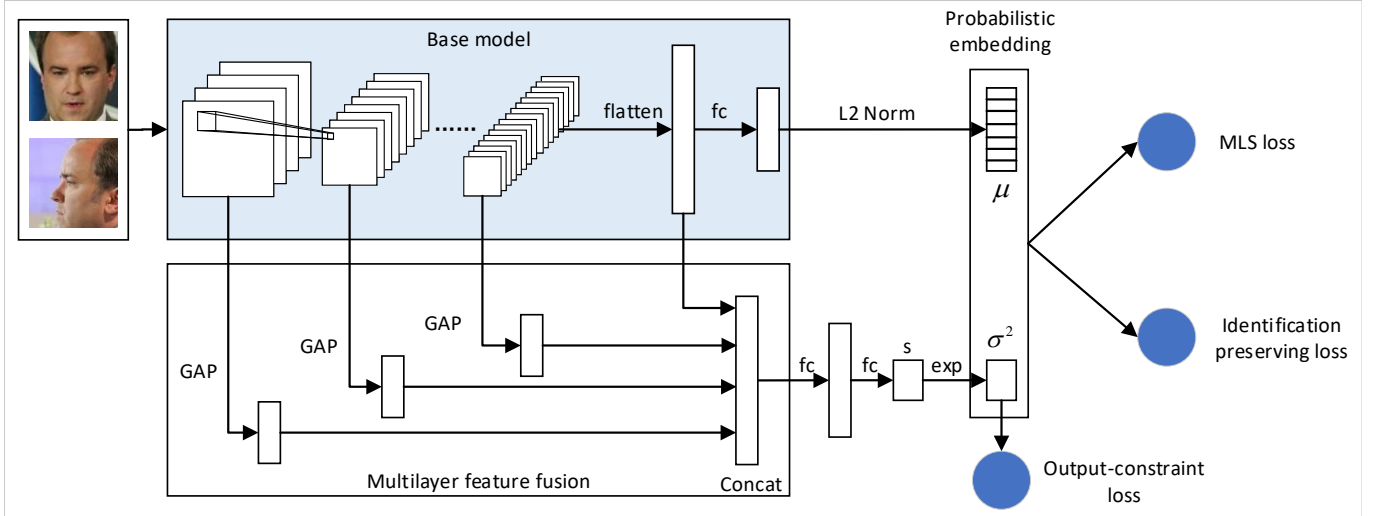 Base model
Probabilistic
embedding
flatten
fc
L2 Norm
μ
MLS loss
GAP
GAP
GAP
fc
fc
s
exp
σ²
Identification
preserving loss
Multilayer feature fusion
Concat
Output-constraint
loss
......